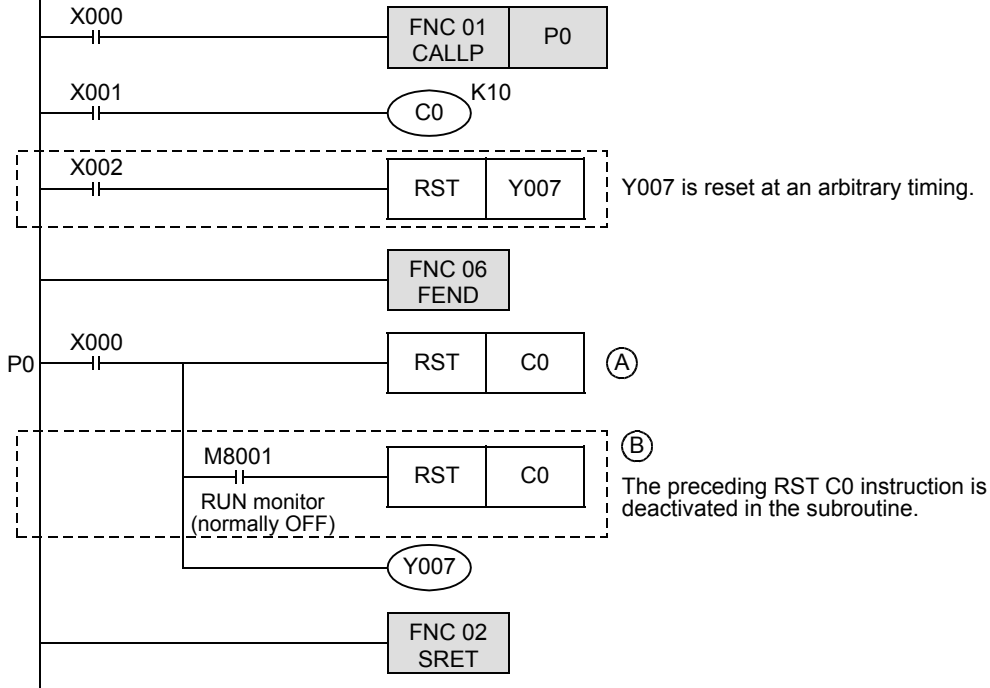 X000
FNC 01
CALLP
P0
X001
K10
C0
X002
RST
Y007
Y007 is reset at an arbitrary timing.
FNC 06
FEND
P0
X000
RST
C0
A
B
M8001
RST
C0
The preceding RST C0 instruction is
deactivated in the subroutine.
RUN monitor
(normally OFF)
Y007
FNC 02
SRET